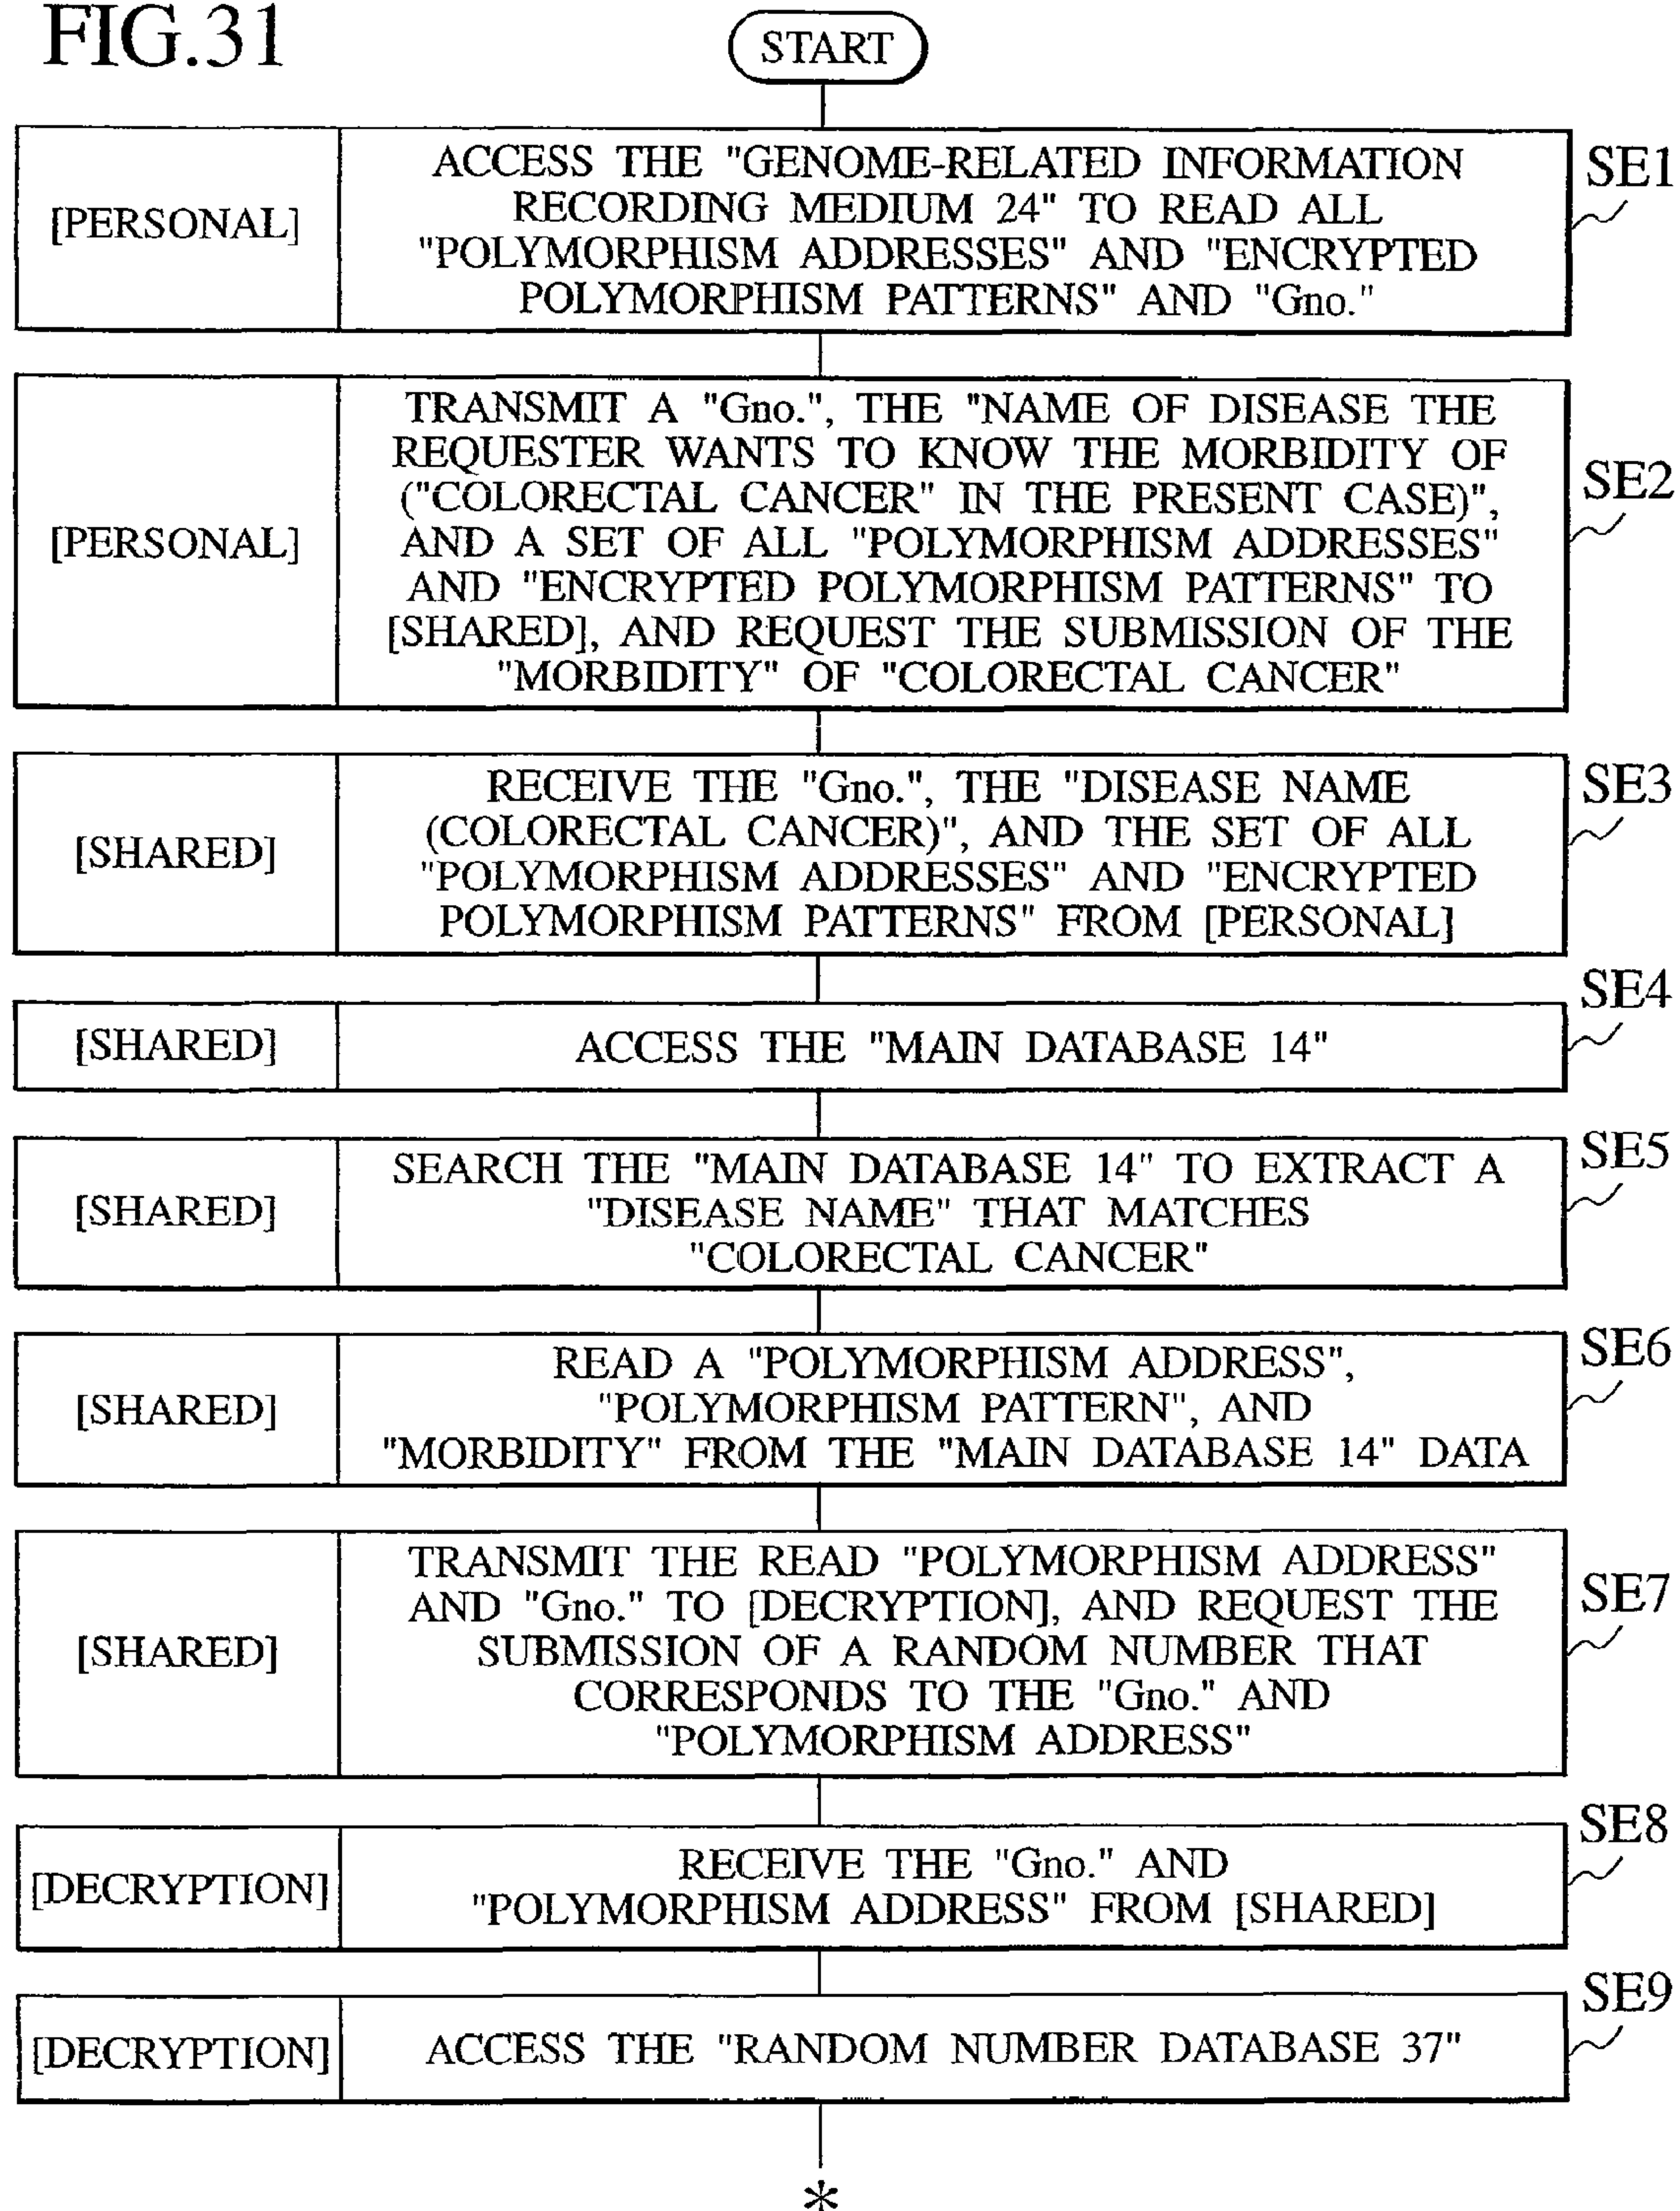 FIG.31
START
[PERSONAL]
ACCESS THE "GENOME-RELATED INFORMATION
RECORDING MEDIUM 24" TO READ ALL
"POLYMORPHISM ADDRESSES" AND "ENCRYPTED
POLYMORPHISM PATTERNS" AND "Gno."
SE1
[PERSONAL]
TRANSMIT A "Gno.", THE "NAME OF DISEASE THE
REQUESTER WANTS TO KNOW THE MORBIDITY OF
("COLORECTAL CANCER" IN THE PRESENT CASE)",
AND A SET OF ALL "POLYMORPHISM ADDRESSES"
AND "ENCRYPTED POLYMORPHISM PATTERNS" TO
[SHARED], AND REQUEST THE SUBMISSION OF THE
"MORBIDITY" OF "COLORECTAL CANCER"
SE2
[SHARED]
RECEIVE THE "Gno.", THE "DISEASE NAME
(COLORECTAL CANCER)", AND THE SET OF ALL
"POLYMORPHISM ADDRESSES" AND "ENCRYPTED
POLYMORPHISM PATTERNS" FROM [PERSONAL]
SE3
[SHARED]
ACCESS THE "MAIN DATABASE 14"
SE4
[SHARED]
SEARCH THE "MAIN DATABASE 14" TO EXTRACT A
"DISEASE NAME" THAT MATCHES
"COLORECTAL CANCER"
SE5
[SHARED]
READ A "POLYMORPHISM ADDRESS",
"POLYMORPHISM PATTERN", AND
"MORBIDITY" FROM THE "MAIN DATABASE 14" DATA
SE6
[SHARED]
TRANSMIT THE READ "POLYMORPHISM ADDRESS"
AND "Gno." TO [DECRYPTION], AND REQUEST THE
SUBMISSION OF A RANDOM NUMBER THAT
CORRESPONDS TO THE "Gno." AND
"POLYMORPHISM ADDRESS"
SE7
[DECRYPTION]
RECEIVE THE "Gno." AND
"POLYMORPHISM ADDRESS" FROM [SHARED]
SE8
[DECRYPTION]
ACCESS THE "RANDOM NUMBER DATABASE 37"
SE9
*